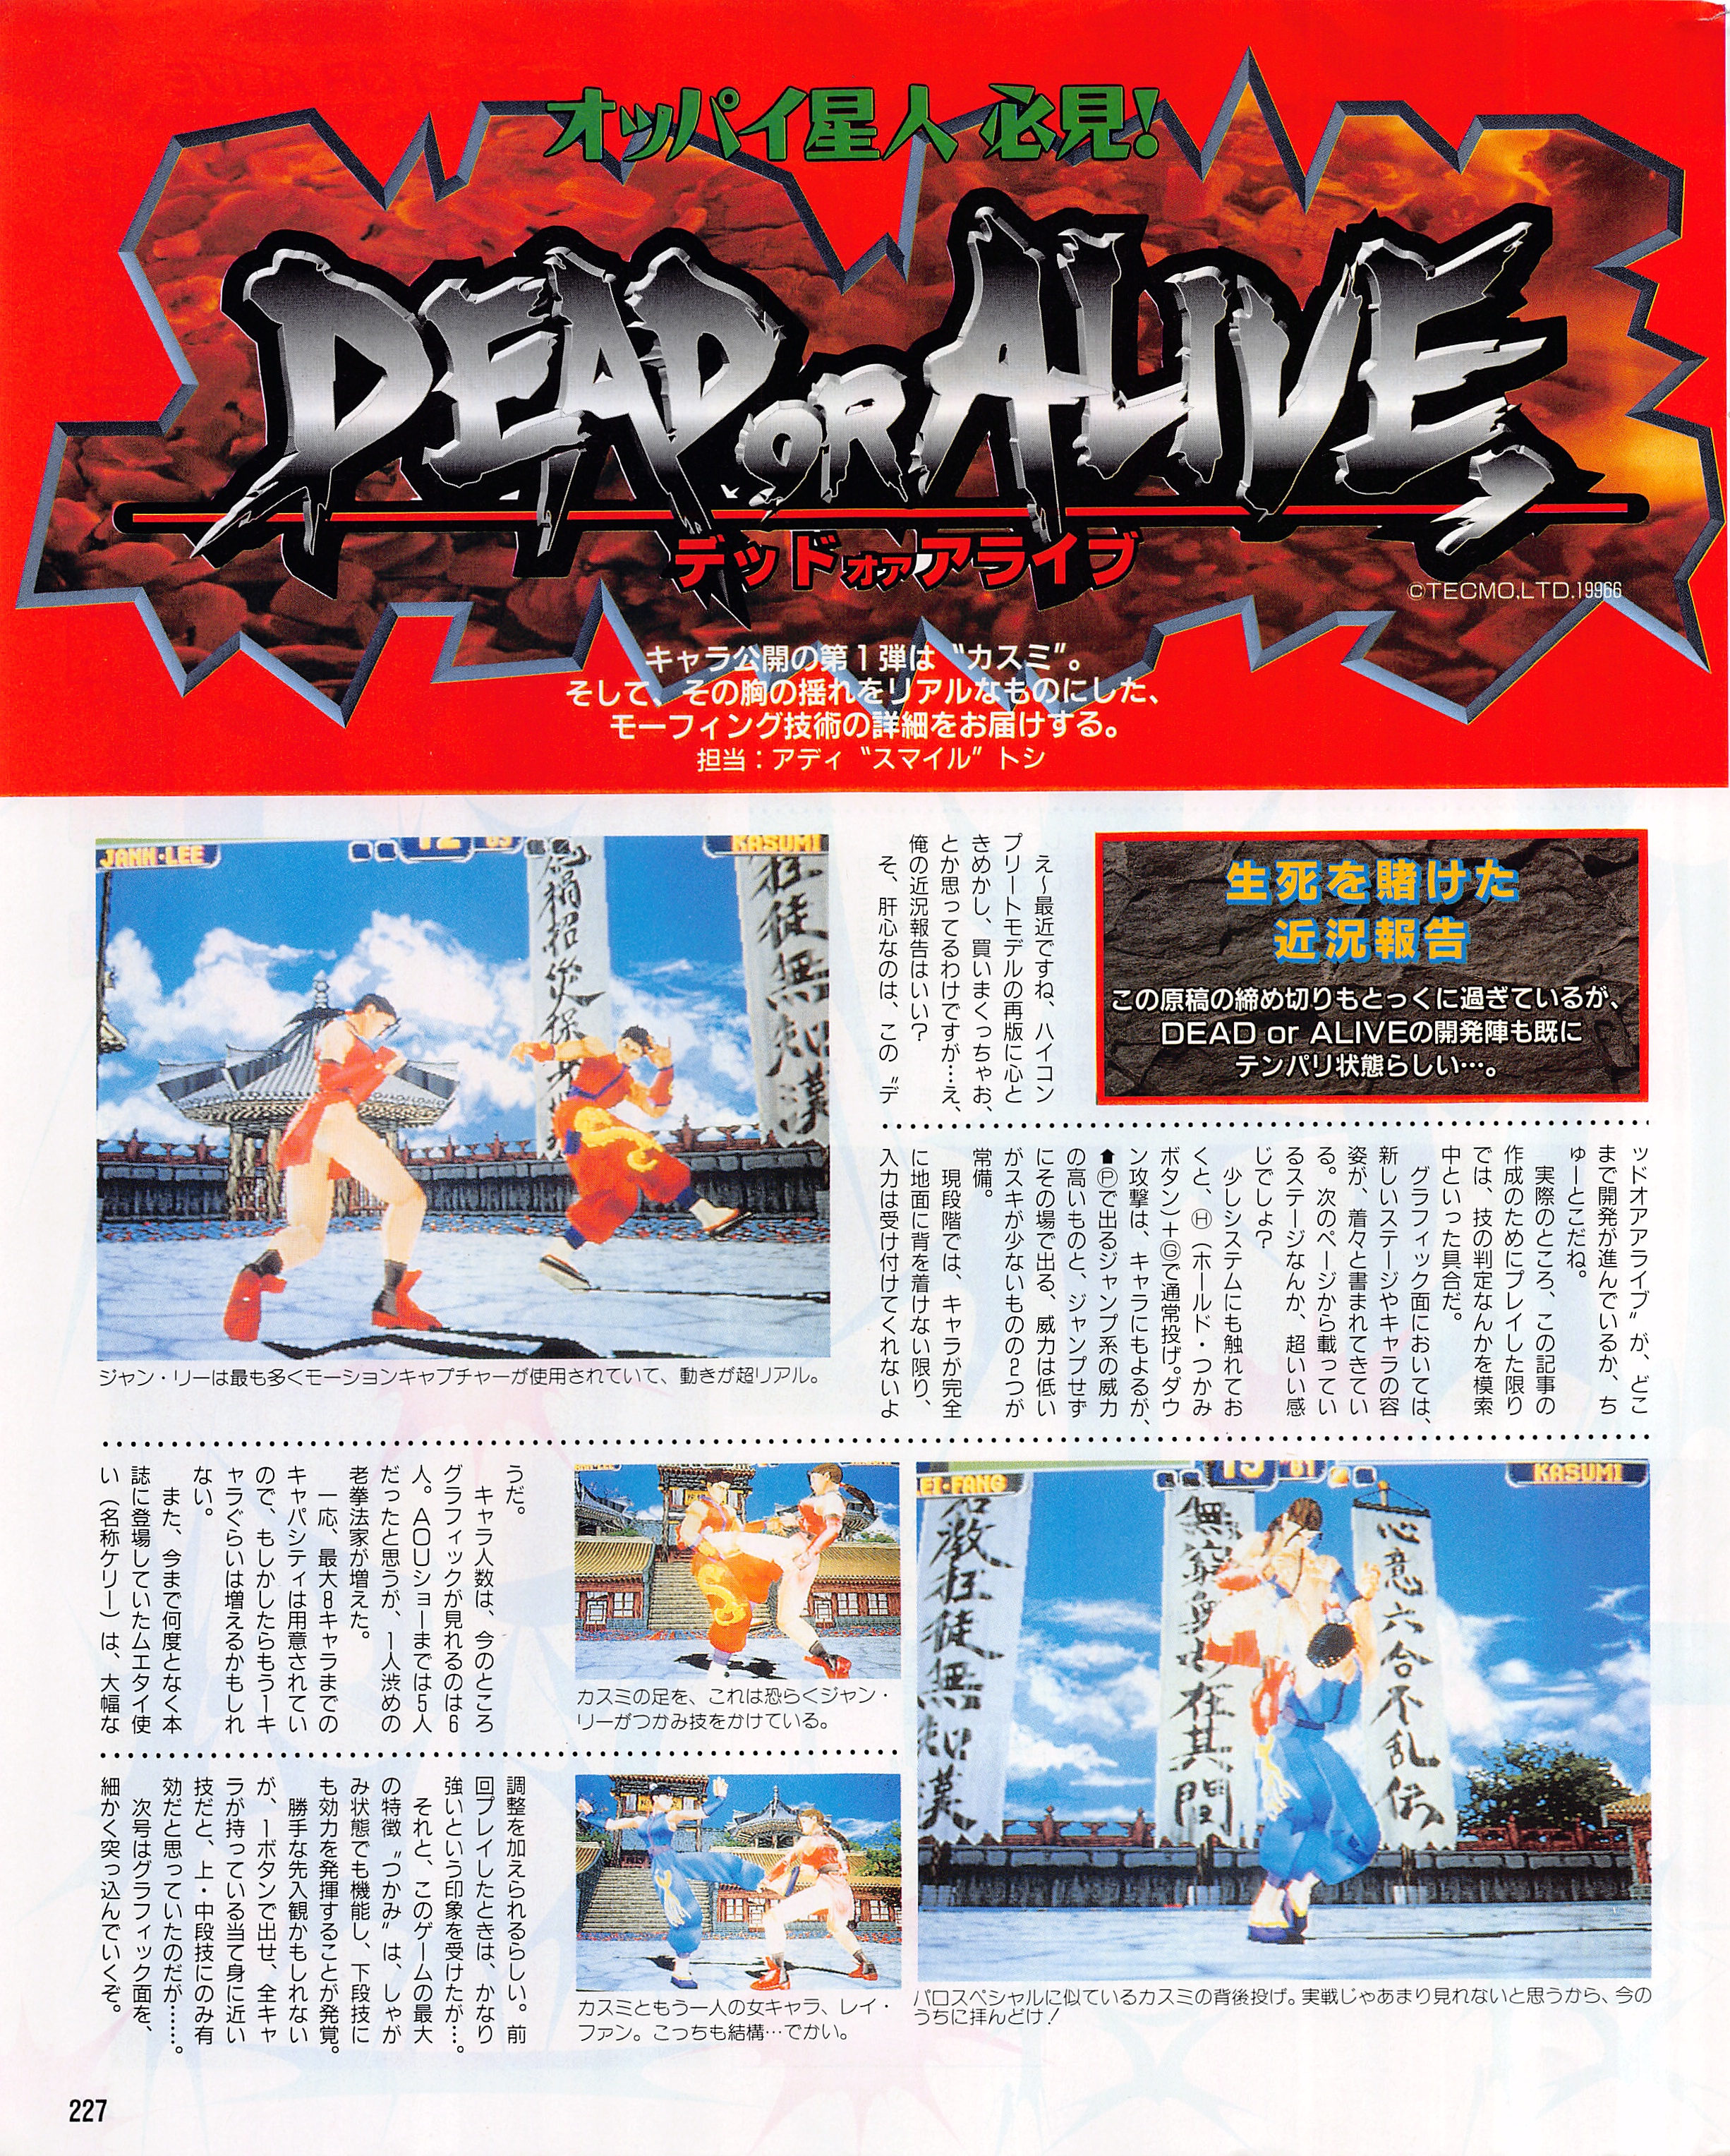 オッパイ星人 必見!
DEAD OR ALIVE
デッド オア アライブ
©TECMO.LTD.19966
キャラ公開の第1弾は〝カスミ〟。
そして、その胸の揺れをリアルなものにした、
モーフィング技術の詳細をお届けする。
担当：アディ〝スマイル〟トシ
生死を賭けた
近況報告
この原稿の締め切りもとっくに過ぎているが、
DEAD or ALIVEの開発陣も既に
テンパリ状態らしい…。
え〜最近ですね、ハイコン
プリートモデルの再版に心と
きめかし、買いまくっちゃお、
とか思ってるわけですが…え、
俺の近況報告はいい?
そ、肝心なのは、この〝デ
ッドオアアライブ〟が、どこ
まで開発が進んでいるか、ち
ゅーとこだね。
実際のところ、この記事の
作成のためにプレイした限り
では、技の判定なんかを模索
中といった具合だ。
グラフィック面においては、
新しいステージやキャラの容
姿が、着々と書まれてきてい
る。次のページから載ってい
るステージなんか、超いい感
じでしょ?
少しシステムにも触れてお
くと、Ⓗ(ホールド・つかみ
ボタン)+Ⓖで通常投げ。ダウ
ン攻撃は、キャラにもよるが、
⬆Ⓟで出るジャンプ系の威力
の高いものと、ジャンプせず
にその場で出る、威力は低い
がスキが少ないものの2つが
常備。
現段階では、キャラが完全
に地面に背を着けない限り、
入力は受け付けてくれないよ
うだ。
キャラ人数は、今のところ
グラフィックが見れるのは6
人。AOUショーまでは5人
だったと思うが、1人渋めの
老拳法家が増えた。
一応、最大8キャラまでの
キャパシティは用意されてい
ので、もしかしたらもう1キ
ャラぐらいは増えるかもしれ
ない。
また、今まで何度となく本
誌に登場していたムエタイ使
い(名称ケリー)は、大幅な
調整を加えられるらしい。前
回プレイしたときは、かなり
強いという印象を受けたが…。
それと、このゲームの最大
の特徴〝つかみ〟は、しゃが
み状態でも機能し、下段技に
も効力を発揮することが発覚。
勝手な先入観かもしれない
が、1ボタンで出せ、全キャ
ラが持っている当て身に近い
技だと、上・中段技にのみ有
効だと思っていたのだが……。
次号はグラフィック面を、
細かく突っ込んでいくぞ。
JANN-LEE
KASUMI
狂徒無知漢
ジャン・リーは最も多くモーションキャプチャーが使用されていて、動きが超リアル。
カスミの足を、これは恐らくジャン・
リーがつかみ技をかけている。
カスミともう一人の女キャラ、レイ・
ファン。こっちも結構…でかい。
EI-FANG
KASUMI
狂徒無知漢
心意六合不乱伝
パロスペシャルに似ているカスミの背後投げ。実戦じゃあまり見れないと思うから、今の
うちに拝んどけ!
227